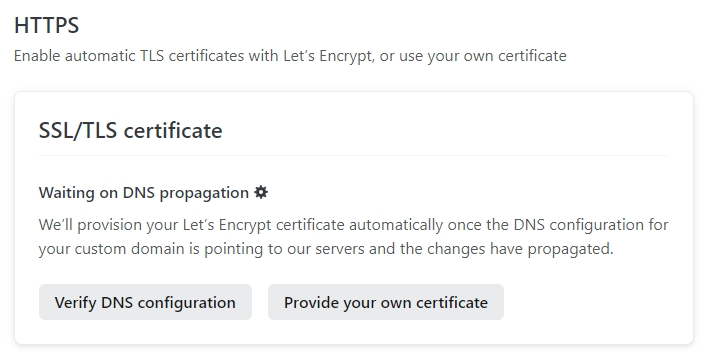 HTTPS
Enable automatic TLS certificates with Let’s Encrypt, or use your own certificate
SSL/TLS certificate
Waiting on DNS propagation
We’ll provision your Let’s Encrypt certificate automatically once the DNS configuration for
your custom domain is pointing to our servers and the changes have propagated.
Verify DNS configuration
Provide your own certificate